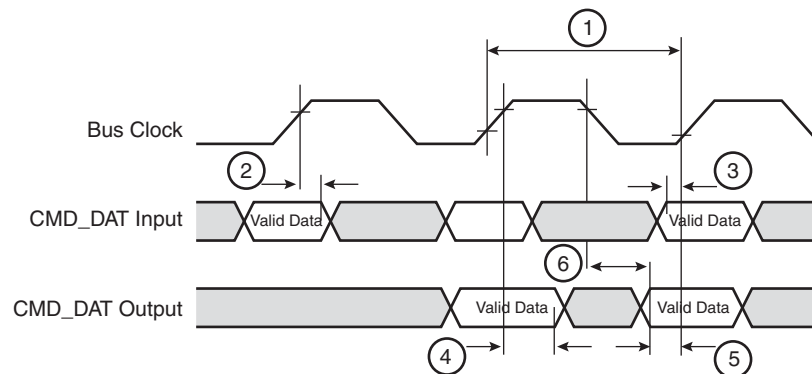 1
Bus Clock
2
3
CMD_DAT Input
Valid Data
Valid Data
6
CMD_DAT Output
Valid Data
Valid Data
4
5